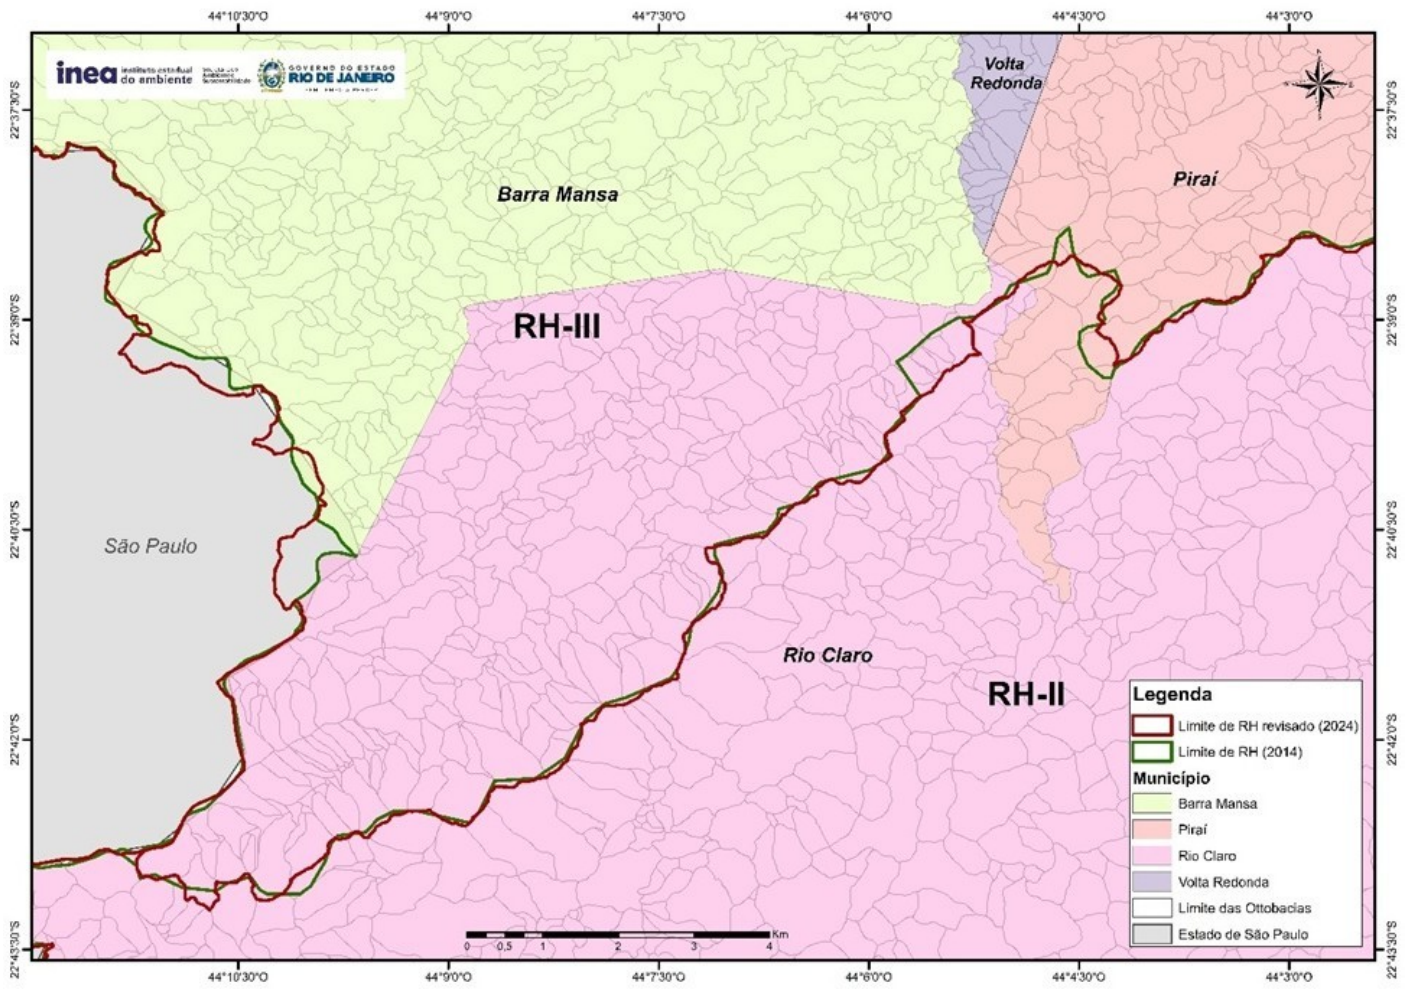 44°10'30"O 44°9'0"O 44°7'30"O 44°6'0"O 44°4'30"O 44°3'0"O
inea instituto estadual
do ambiente
GOVERNO DO ESTADO
RIO DE JANEIRO
Volta
Redonda
N
22°37'30"S 22°37'30"S
Barra Mansa
Piraí
22°39'0"S 22°39'0"S
RH-III
22°40'30"S 22°40'30"S
São Paulo
Rio Claro
RH-II
22°42'0"S 22°42'0"S
Legenda
Limite de RH revisado (2024)
Limite de RH (2014)
Município
Barra Mansa
Piraí
Rio Claro
Volta Redonda
Limite das Ottobacias
Estado de São Paulo
Km
0 0,5 1 2 3 4
22°43'30"S 22°43'30"S
44°10'30"O 44°9'0"O 44°7'30"O 44°6'0"O 44°4'30"O 44°3'0"O